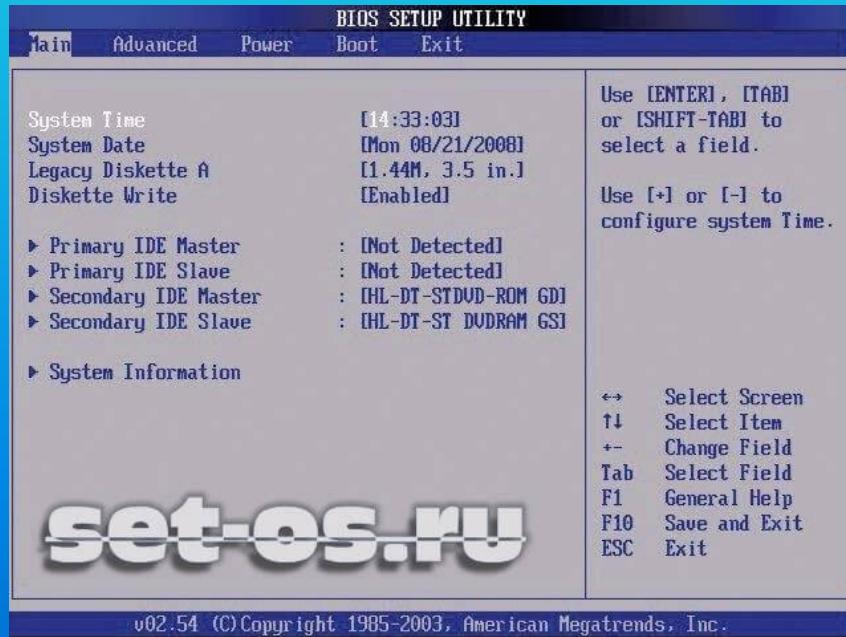 BIOS SETUP UTILITY
Main Advanced Power Boot Exit
System Time [14:33:03]
System Date [Mon 08/21/2008]
Legacy Diskette A [1.44M, 3.5 in.]
Diskette Write [Enabled]
▶ Primary IDE Master : [Not Detected]
▶ Primary IDE Slave : [Not Detected]
▶ Secondary IDE Master : [HL-DT-STDVD-ROM GD]
▶ Secondary IDE Slave : [HL-DT-ST DVDRAM GS]
▶ System Information
Use [ENTER], [TAB]
or [SHIFT-TAB] to
select a field.
Use [+] or [-] to
configure system Time.
←→ Select Screen
↑↓ Select Item
+- Change Field
Tab Select Field
F1 General Help
F10 Save and Exit
ESC Exit
set-os.ru
v02.54 (C)Copyright 1985-2003, American Megatrends, Inc.